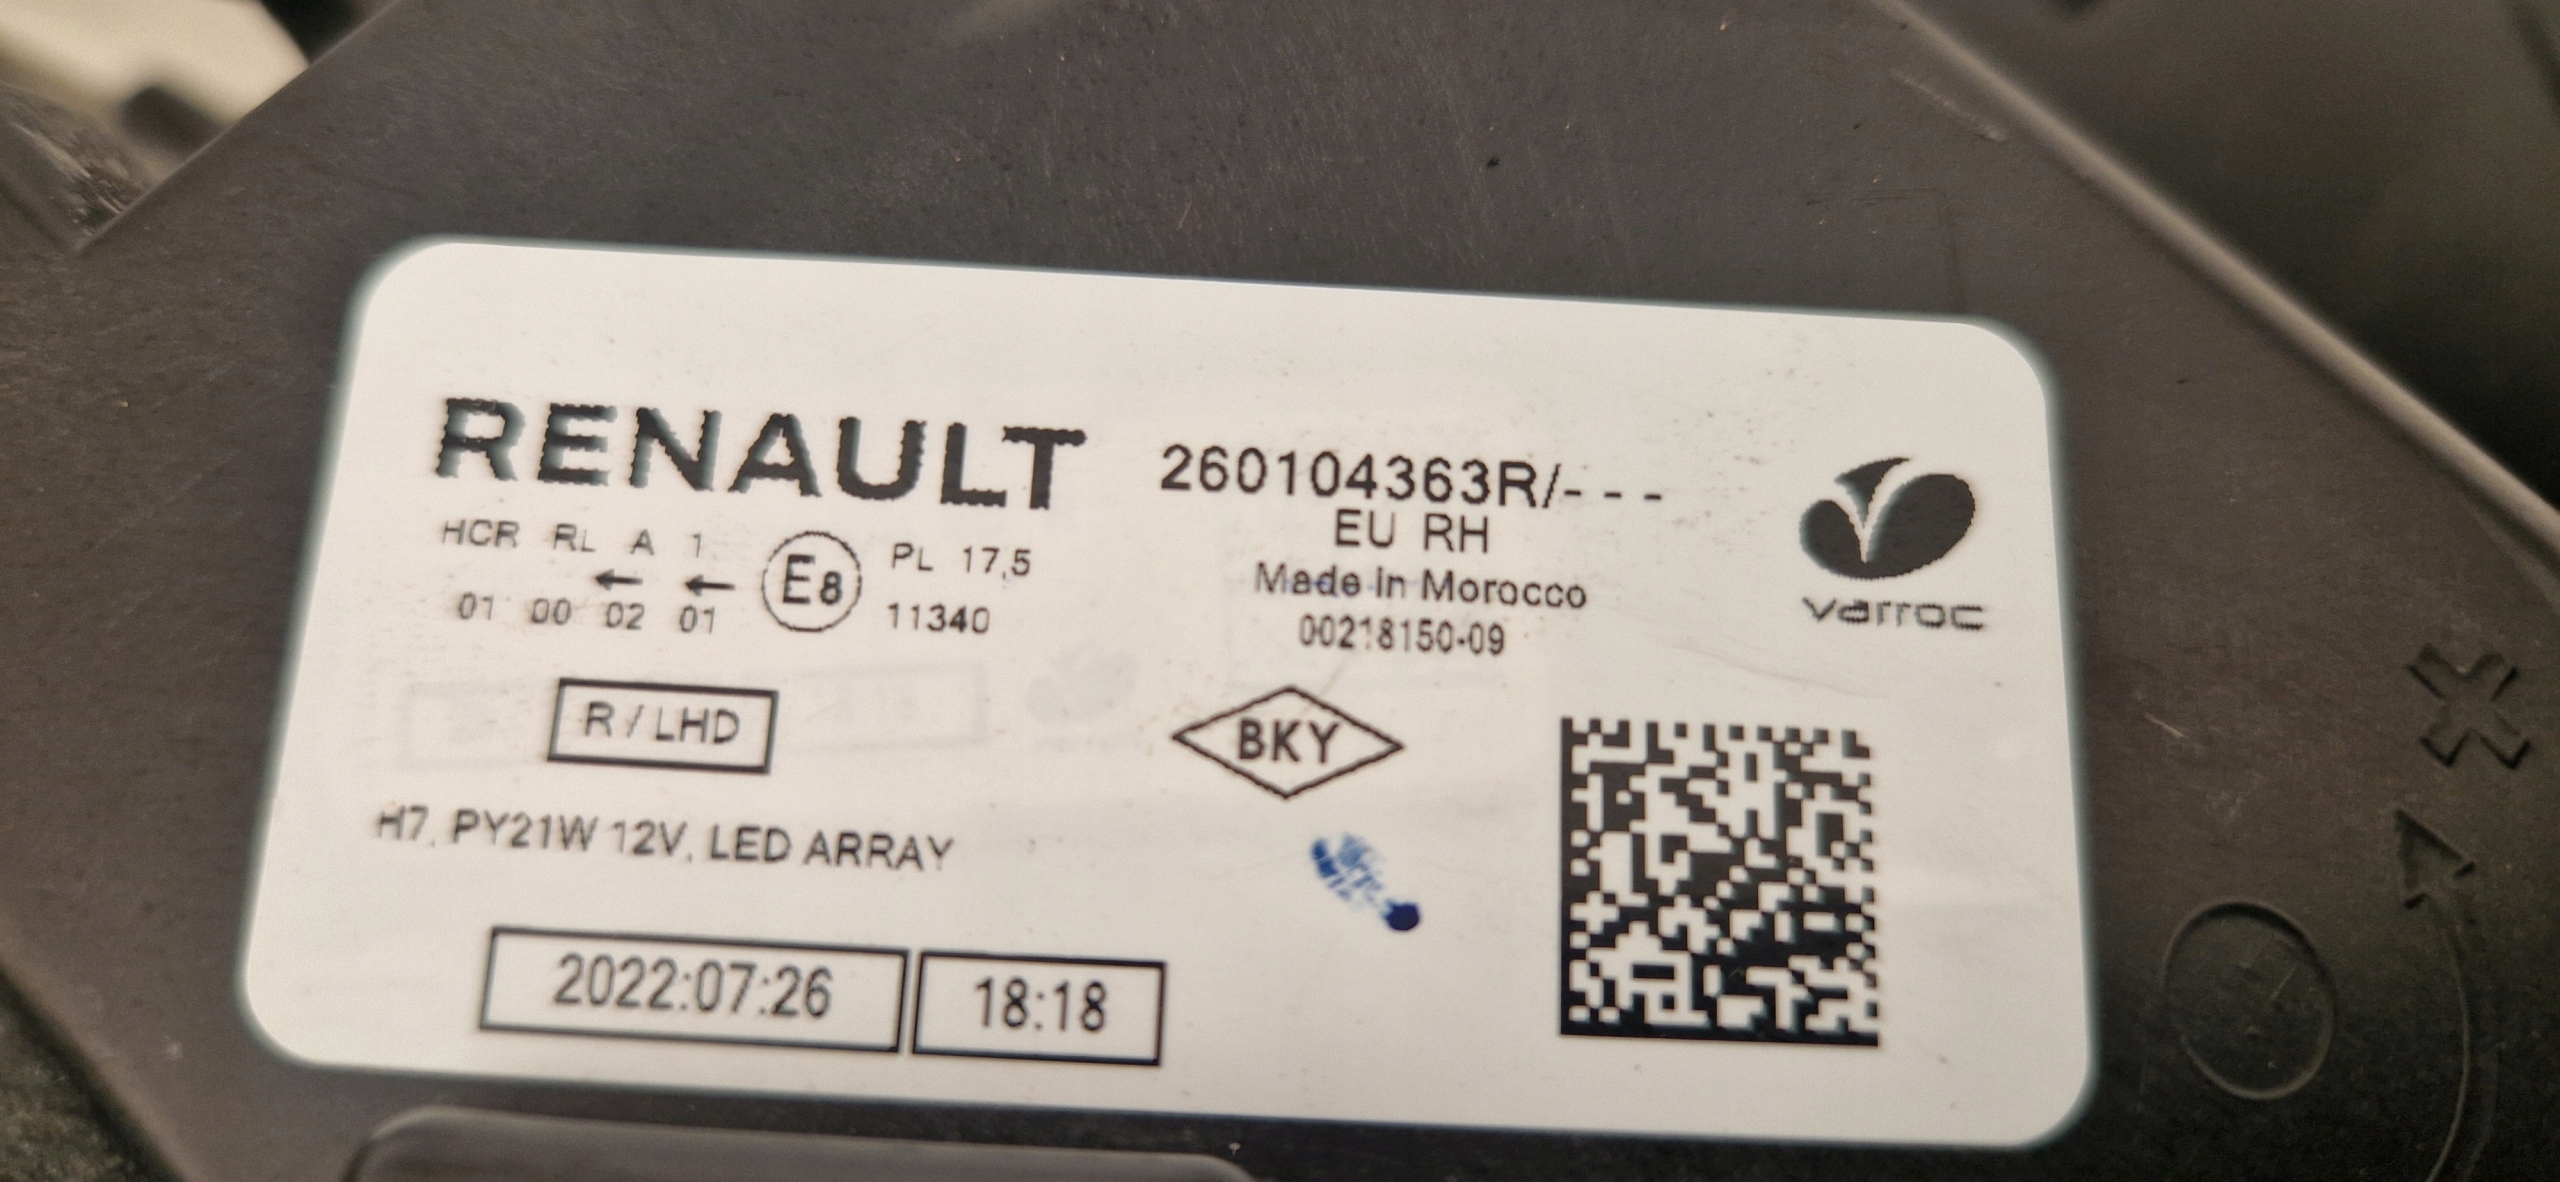 RENAULT
260104363R/- - -
EU RH
Made in Morocco
00218150-09
varroc
HCR RL A 1
← ←
01 00 02 01
E8
PL 17,5
11340
R / LHD
BKY
H7, PY21W 12V, LED ARRAY
2022:07:26
18:18